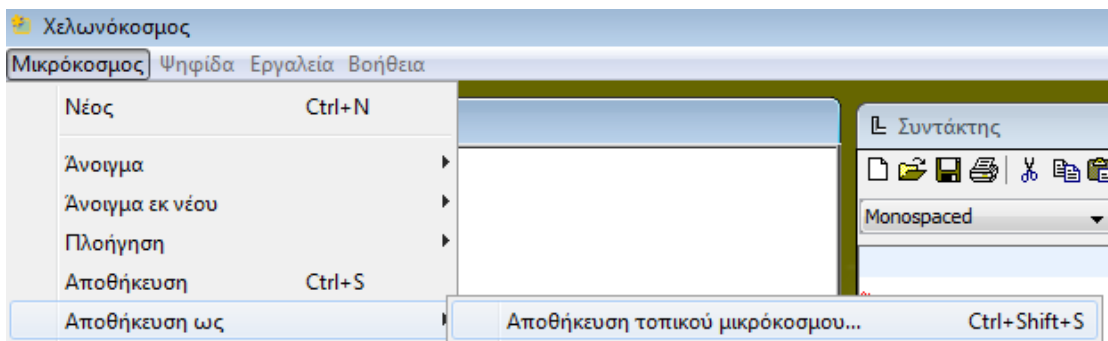 Χελωνόκοσμος
Μικρόκοσμος Ψηφίδα Εργαλεία Βοήθεια
Νέος Ctrl+N
Συντάκτης
Άνοιγμα
Άνοιγμα εκ νέου
Monospaced
Πλοήγηση
Αποθήκευση Ctrl+S
Αποθήκευση ως Αποθήκευση τοπικού μικρόκοσμου... Ctrl+Shift+S